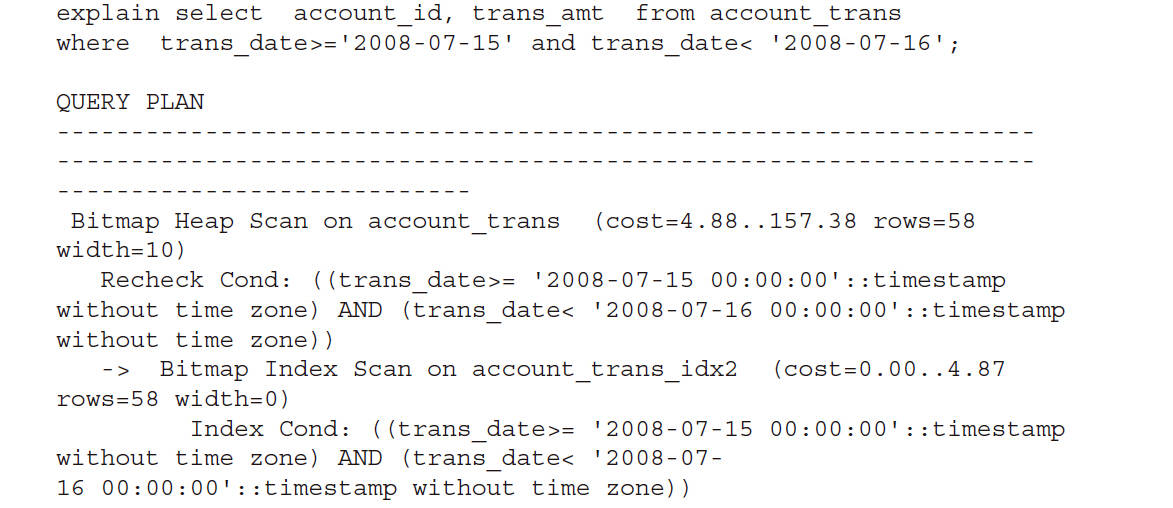 explain select  account_id, trans_amt  from account_trans
where  trans_date>='2008-07-15' and trans_date< '2008-07-16';
QUERY PLAN
------------------------------------------------------------------
------------------------------------------------------------------
----------------------------
 Bitmap Heap Scan on account_trans  (cost=4.88..157.38 rows=58
width=10)
   Recheck Cond: ((trans_date>= '2008-07-15 00:00:00'::timestamp
without time zone) AND (trans_date< '2008-07-16 00:00:00'::timestamp
without time zone))
   ->  Bitmap Index Scan on account_trans_idx2  (cost=0.00..4.87
rows=58 width=0)
         Index Cond: ((trans_date>= '2008-07-15 00:00:00'::timestamp
without time zone) AND (trans_date< '2008-07-
16 00:00:00'::timestamp without time zone))